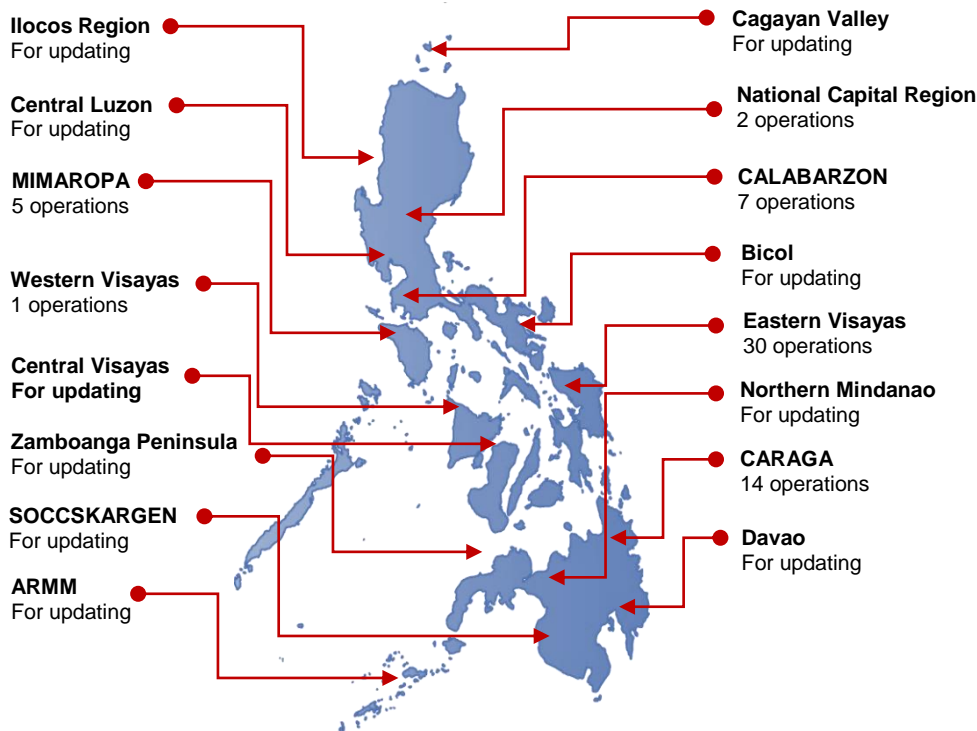 Ilocos Region
For updating
Central Luzon
For updating
MIMAROPA
5 operations
Western Visayas
1 operations
Central Visayas
For updating
Zamboanga Peninsula
For updating
SOCCSKARGEN
For updating
ARMM
For updating
Cagayan Valley
For updating
National Capital Region
2 operations
CALABARZON
7 operations
Bicol
For updating
Eastern Visayas
30 operations
Northern Mindanao
For updating
CARAGA
14 operations
Davao
For updating